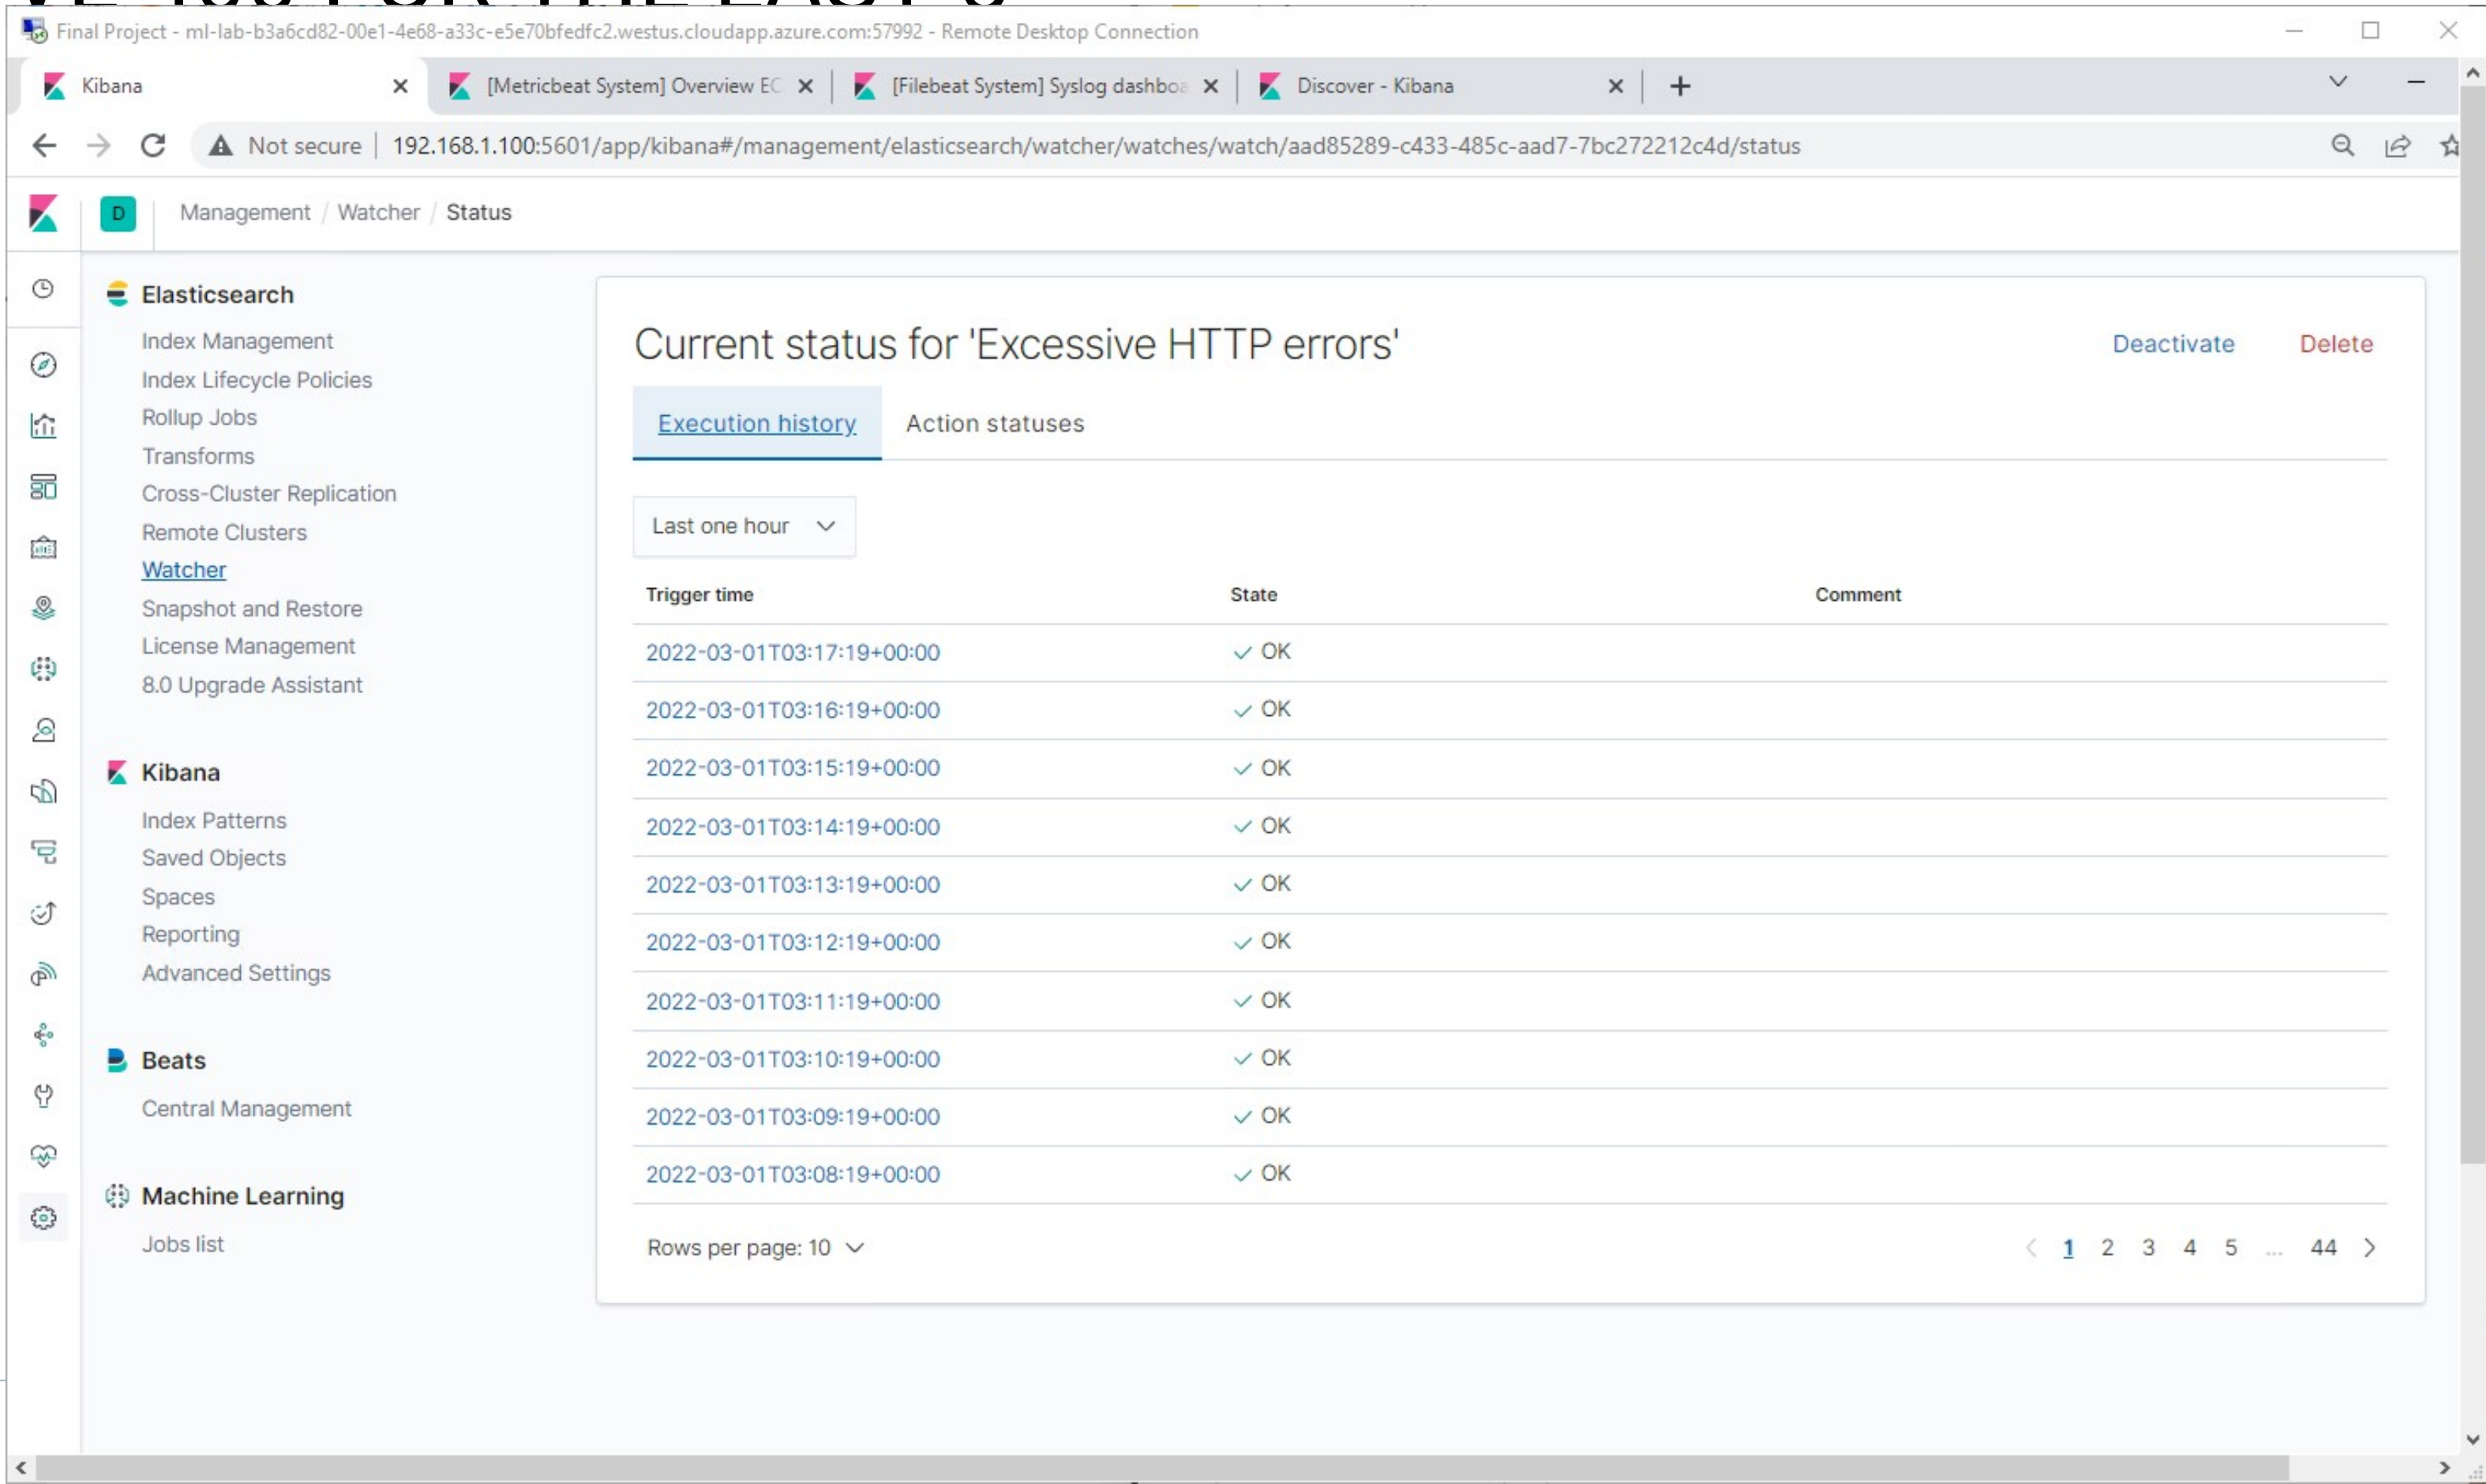 Final Project - ml-lab-b3a6cd82-00e1-4e68-a33c-e5e70bfedfc2.westus.cloudapp.azure.com:57992 - Remote Desktop Connection
Kibana
[Metricbeat System] Overview EC
[Filebeat System] Syslog dashboa
Discover - Kibana
Not secure
192.168.1.100:5601/app/kibana#/management/elasticsearch/watcher/watches/watch/aad85289-c433-485c-aad7-7bc272212c4d/status
D
Management / Watcher / Status
Elasticsearch
Index Management
Index Lifecycle Policies
Rollup Jobs
Transforms
Cross-Cluster Replication
Remote Clusters
Watcher
Snapshot and Restore
License Management
8.0 Upgrade Assistant
Kibana
Index Patterns
Saved Objects
Spaces
Reporting
Advanced Settings
Beats
Central Management
Machine Learning
Jobs list
Current status for 'Excessive HTTP errors'
Deactivate
Delete
Execution history
Action statuses
Last one hour
Trigger time State Comment
2022-03-01T03:17:19+00:00 OK
2022-03-01T03:16:19+00:00 OK
2022-03-01T03:15:19+00:00 OK
2022-03-01T03:14:19+00:00 OK
2022-03-01T03:13:19+00:00 OK
2022-03-01T03:12:19+00:00 OK
2022-03-01T03:11:19+00:00 OK
2022-03-01T03:10:19+00:00 OK
2022-03-01T03:09:19+00:00 OK
2022-03-01T03:08:19+00:00 OK
Rows per page: 10
1 2 3 4 5 ... 44